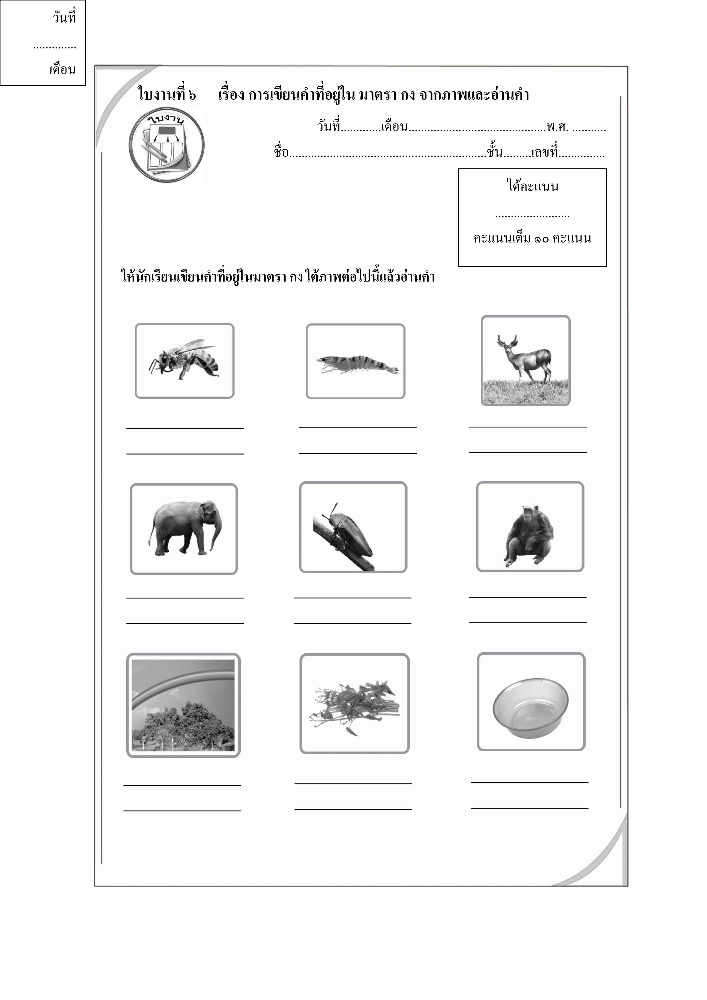 วันที่
..............
เดือน
ใบงานที่ ๖ เรื่อง การเขียนคำที่อยู่ใน มาตรา กง จากภาพและอ่านคำ
ใบงาน
วันที่.............เดือน............................................พ.ศ. ...........
ชื่อ...............................................................ชั้น.........เลขที่...............
ได้คะแนน
........................
คะแนนเต็ม ๑๐ คะแนน
ให้นักเรียนเขียนคำที่อยู่ในมาตรา กง ใต้ภาพต่อไปนี้แล้วอ่านคำ